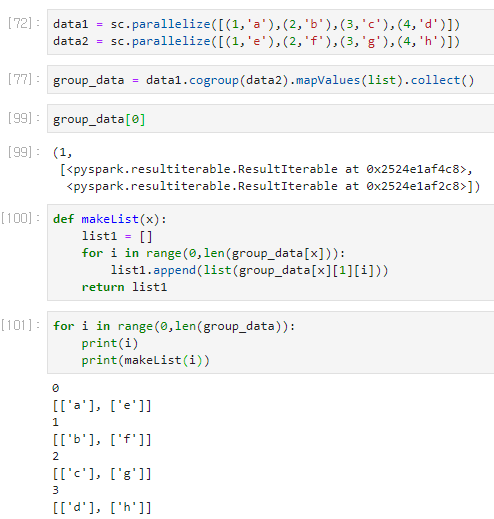 [72]: data1 = sc.parallelize([(1,'a'),(2,'b'),(3,'c'),(4,'d')])
data2 = sc.parallelize([(1,'e'),(2,'f'),(3,'g'),(4,'h')])
[77]: group_data = data1.cogroup(data2).mapValues(list).collect()
[99]: group_data[0]
[99]: (1,
[<pyspark.resultiterable.ResultIterable at 0x2524e1af4c8>,
<pyspark.resultiterable.ResultIterable at 0x2524e1af2c8>])
[100]: def makeList(x):
    list1 = []
    for i in range(0,len(group_data[x])):
        list1.append(list(group_data[x][1][i]))
    return list1
[101]: for i in range(0,len(group_data)):
    print(i)
    print(makeList(i))
0
[['a'], ['e']]
1
[['b'], ['f']]
2
[['c'], ['g']]
3
[['d'], ['h']]